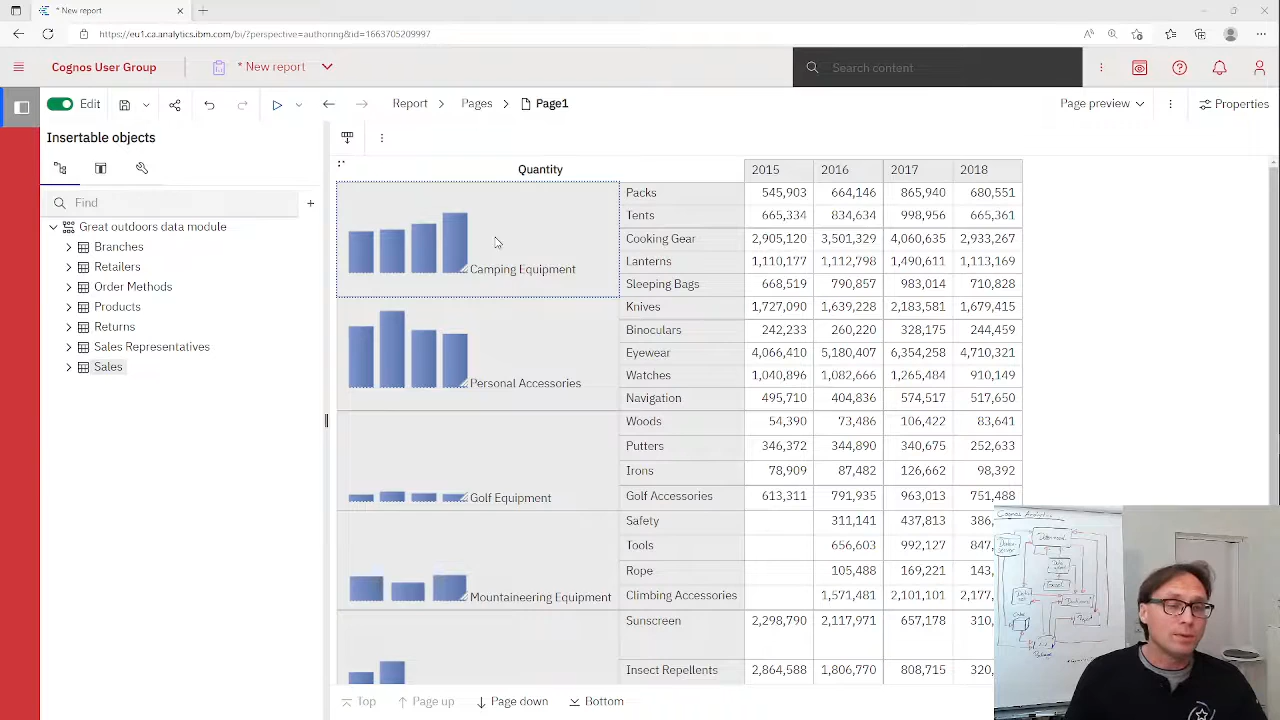 * New report
https//eu1.ca.analytics.ibm.com/bi/?perspective=authoring&id=1663705209997
Cognos User Group
* New report
Search content
Edit
Report
Pages
Page1
Page preview
Properties
Insertable objects
Find
Great outdoors data module
Branches
Retailers
Order Methods
Products
Returns
Sales Representatives
Sales
Quantity 2015 2016 2017 2018
Camping Equipment
Packs 545,903 664,146 865,940 680,551
Tents 665,334 834,634 998,956 665,361
Cooking Gear 2,905,120 3,501,329 4,060,635 2,933,267
Lanterns 1,110,177 1,112,798 1,490,611 1,113,169
Sleeping Bags 668,519 790,857 983,014 710,828
Personal Accessories
Knives 1,727,090 1,639,228 2,183,581 1,679,415
Binoculars 242,233 260,220 328,175 244,459
Eyewear 4,066,410 5,180,407 6,354,258 4,710,321
Watches 1,040,896 1,082,666 1,265,484 910,149
Navigation 495,710 404,836 574,517 517,650
Golf Equipment
Woods 54,390 73,486 106,422 83,641
Putters 346,372 344,890 340,675 252,633
Irons 78,909 87,482 126,662 98,392
Golf Accessories 613,311 791,935 963,013 751,488
Mountaineering Equipment
Safety 311,141 437,813 386,
Tools 656,603 992,127 847,
Rope 105,488 169,221 143,
Climbing Accessories 1,571,481 2,101,101 2,177,
Sunscreen 2,298,790 2,117,971 657,178 310,
Insect Repellents 2,864,588 1,806,770 808,715 320,
Top
Page up
Page down
Bottom
Cognos Analytics